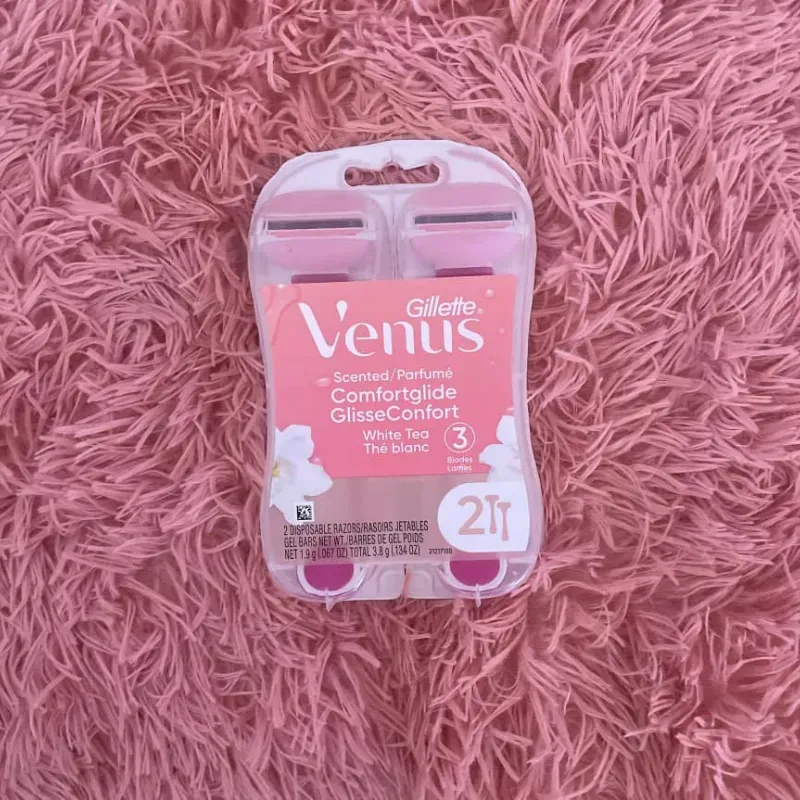 Gillette
Venus
Scented/Parfumé
Comfortglide
GlisseConfort
White Tea
Thé blanc
3
Blades
Lames
2
2 DISPOSABLE RAZORS/RASOIRS JETABLES
GEL BARS NET WT./BARRES DE GEL POIDS
NET 1.9 g (.067 OZ) TOTAL 3.8 g (.134 OZ)